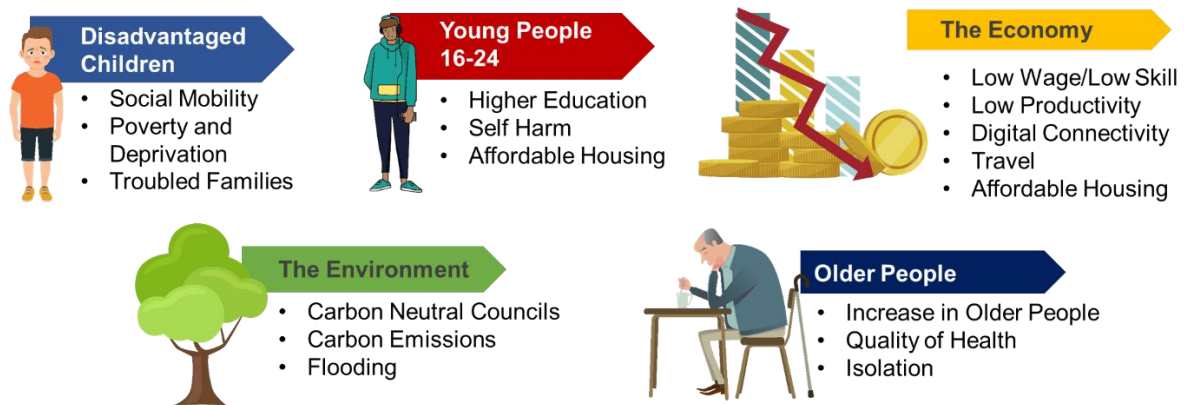 Disadvantaged
Children
• Social Mobility
• Poverty and
Deprivation
• Troubled Families
Young People
16-24
• Higher Education
• Self Harm
• Affordable Housing
The Economy
• Low Wage/Low Skill
• Low Productivity
• Digital Connectivity
• Travel
• Affordable Housing
The Environment
• Carbon Neutral Councils
• Carbon Emissions
• Flooding
Older People
• Increase in Older People
• Quality of Health
• Isolation